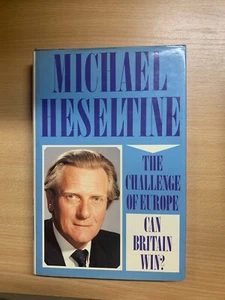 MICHAEL
HESELTINE
THE
CHALLENGE
OF EUROPE
CAN
BRITAIN
WIN?